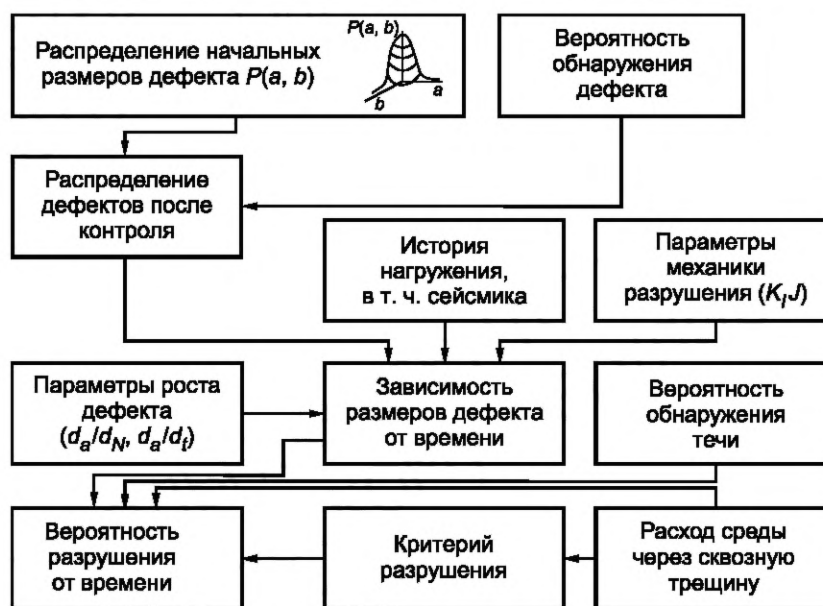 Распределение начальных
размеров дефекта P(a, b)
P(a, b)
a
b
Вероятность
обнаружения
дефекта
Распределение
дефектов после
контроля
История
нагружения,
в т. ч. сейсмика
Параметры
механики
разрушения (K_I J)
Параметры роста
дефекта
(d_a/d_N, d_a/d_t)
Зависимость
размеров дефекта
от времени
Вероятность
обнаружения
течи
Вероятность
разрушения
от времени
Критерий
разрушения
Расход среды
через сквозную
трещину